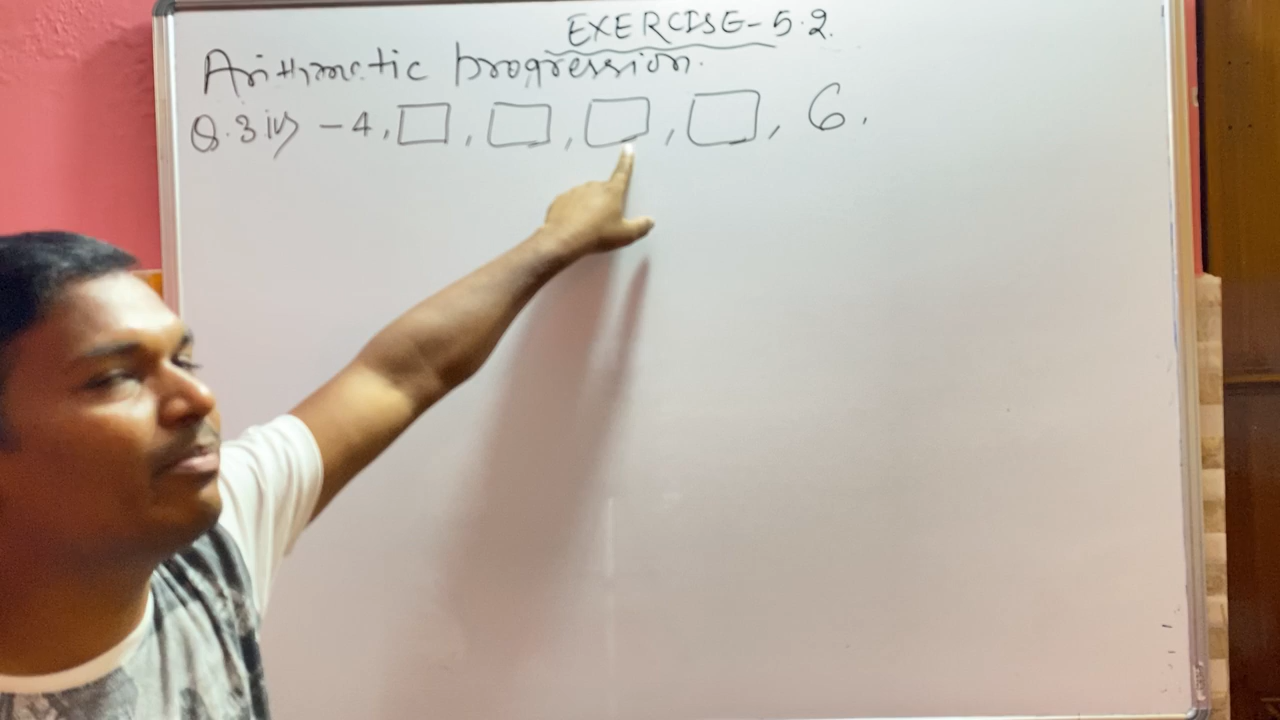 EXERCISE-5.2.
Arithmetic progression.
Q.3 iv) -4, □, □, □, □, 6.